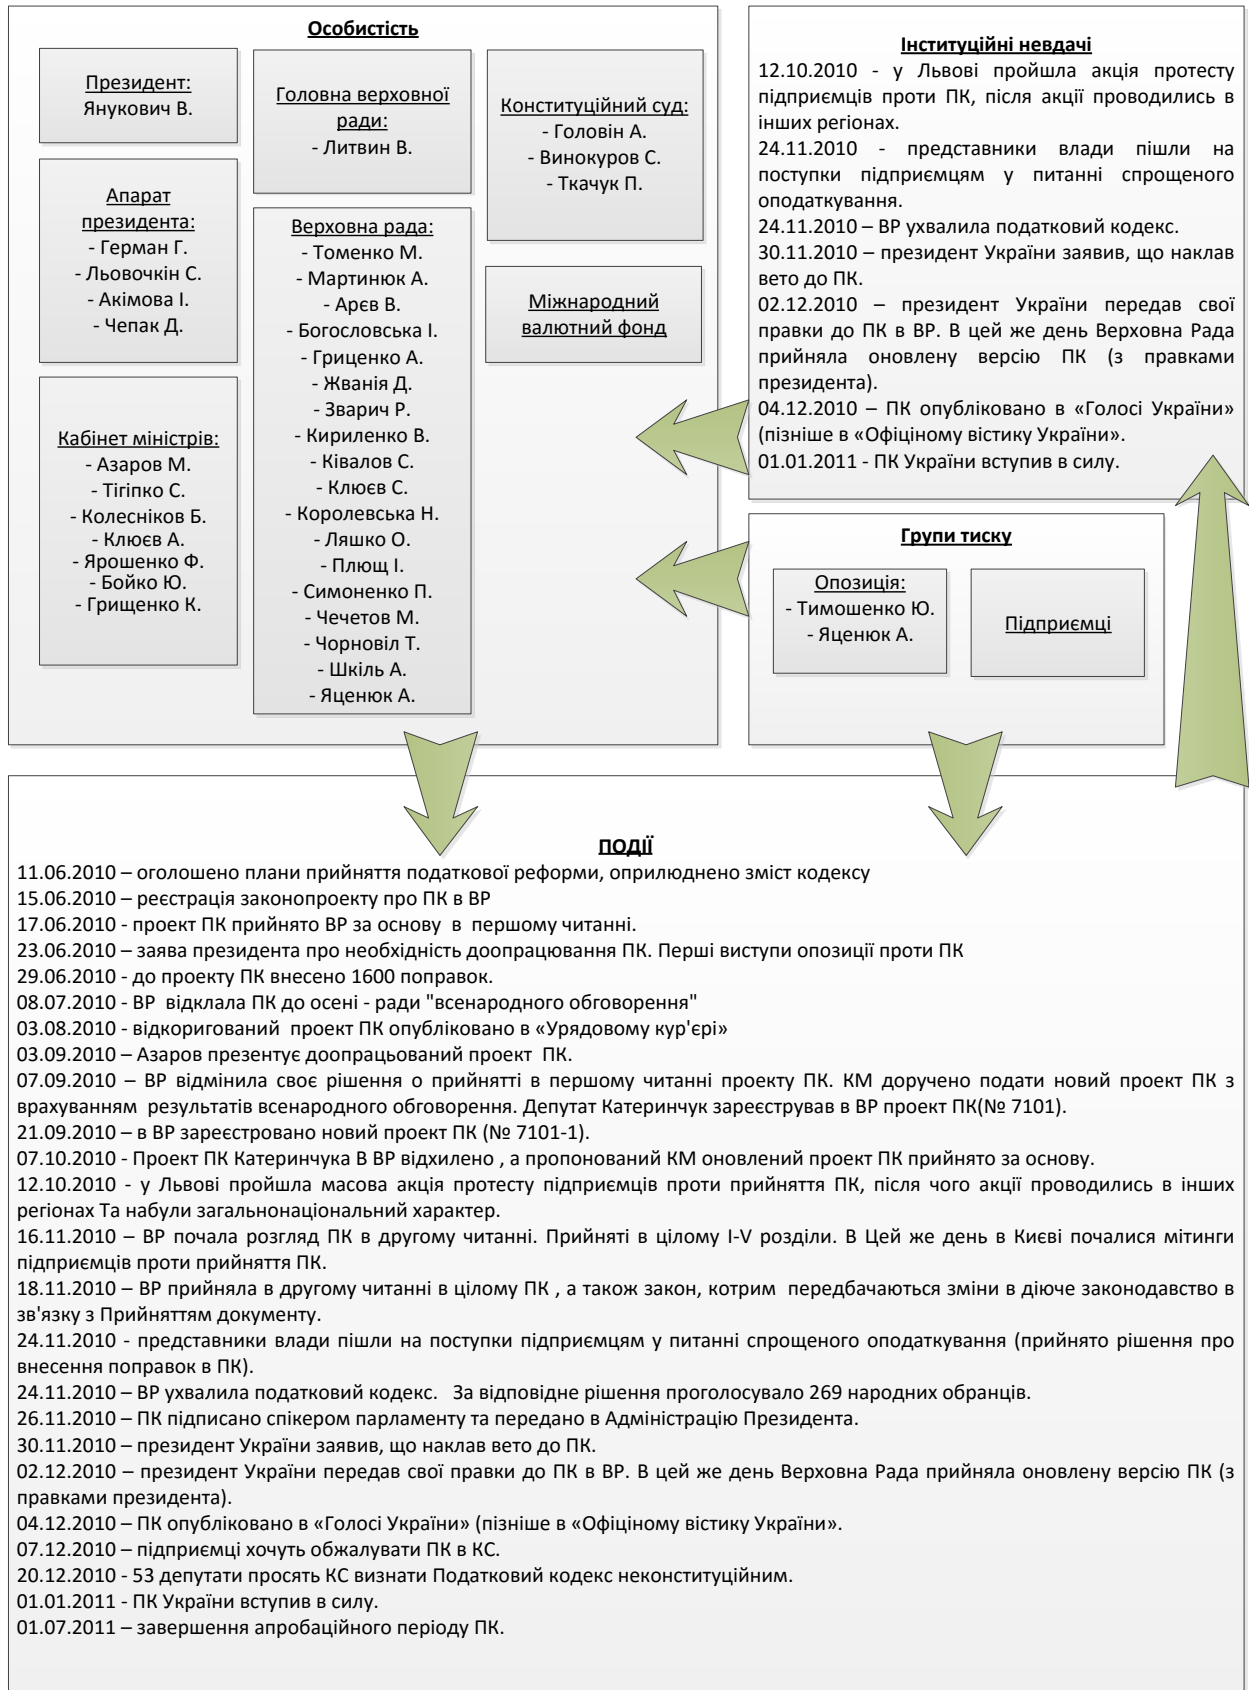 Особистість
Президент:
Янукович В.
Апарат
президента:
- Герман Г.
- Льовочкін С.
- Акімова І.
- Чепак Д.
Кабінет міністрів:
- Азаров М.
- Тігіпко С.
- Колесніков Б.
- Клюєв А.
- Ярошенко Ф.
- Бойко Ю.
- Грищенко К.
Головна верховної
ради:
- Литвин В.
Верховна рада:
- Томенко М.
- Мартинюк А.
- Арєв В.
- Богословська І.
- Гриценко А.
- Жванія Д.
- Зварич Р.
- Кириленко В.
- Ківалов С.
- Клюєв С.
- Королевська Н.
- Ляшко О.
- Плющ І.
- Симоненко П.
- Чечетов М.
- Чорновіл Т.
- Шкіль А.
- Яценюк А.
Конституційний суд:
- Головін А.
- Винокуров С.
- Ткачук П.
Міжнародний
валютний фонд
Інституційні невдачі
12.10.2010 - у Львові пройшла акція протесту
підприємців проти ПК, після акції проводились в
інших регіонах.
24.11.2010 - представники влади пішли на
поступки підприємцям у питанні спрощеного
оподаткування.
24.11.2010 – ВР ухвалила податковий кодекс.
30.11.2010 – президент України заявив, що наклав
вето до ПК.
02.12.2010 – президент України передав свої
правки до ПК в ВР. В цей же день Верховна Рада
прийняла оновлену версію ПК (з правками
президента).
04.12.2010 – ПК опубліковано в «Голосі України»
(пізніше в «Офіціному вістику України».
01.01.2011 - ПК України вступив в силу.
Групи тиску
Опозиція:
- Тимошенко Ю.
- Яценюк А.
Підприємці
ПОДІЇ
11.06.2010 – оголошено плани прийняття податкової реформи, оприлюднено зміст кодексу
15.06.2010 – реєстрація законопроекту про ПК в ВР
17.06.2010 - проект ПК прийнято ВР за основу в першому читанні.
23.06.2010 – заява президента про необхідність доопрацювання ПК. Перші виступи опозиції проти ПК
29.06.2010 - до проекту ПК внесено 1600 поправок.
08.07.2010 - ВР відклала ПК до осені - ради "всенародного обговорення"
03.08.2010 - відкоригований проект ПК опубліковано в «Урядовому кур'єрі»
03.09.2010 – Азаров презентує доопрацьований проект ПК.
07.09.2010 – ВР відмінила своє рішення о прийнятті в першому читанні проекту ПК. КМ доручено подати новий проект ПК з
врахуванням результатів всенародного обговорення. Депутат Катеринчук зареєстрував в ВР проект ПК(№ 7101).
21.09.2010 – в ВР зареєстровано новий проект ПК (№ 7101-1).
07.10.2010 - Проект ПК Катеринчука В ВР відхилено , а пропонований КМ оновлений проект ПК прийнято за основу.
12.10.2010 - у Львові пройшла масова акція протесту підприємців проти прийняття ПК, після чого акції проводились в інших
регіонах Та набули загальнонаціональний характер.
16.11.2010 – ВР почала розгляд ПК в другому читанні. Прийняті в цілому I-V розділи. В Цей же день в Києві почалися мітинги
підприємців проти прийняття ПК.
18.11.2010 – ВР прийняла в другому читанні в цілому ПК , а також закон, котрим передбачаються зміни в діюче законодавство в
зв'язку з Прийняттям документу.
24.11.2010 - представники влади пішли на поступки підприємцям у питанні спрощеного оподаткування (прийнято рішення про
внесення поправок в ПК).
24.11.2010 – ВР ухвалила податковий кодекс. За відповідне рішення проголосувало 269 народних обранців.
26.11.2010 – ПК підписано спікером парламенту та передано в Адміністрацію Президента.
30.11.2010 – президент України заявив, що наклав вето до ПК.
02.12.2010 – президент України передав свої правки до ПК в ВР. В цей же день Верховна Рада прийняла оновлену версію ПК (з
правками президента).
04.12.2010 – ПК опубліковано в «Голосі України» (пізніше в «Офіціному вістику України».
07.12.2010 – підприємці хочуть обжалувати ПК в КС.
20.12.2010 - 53 депутати просять КС визнати Податковий кодекс неконституційним.
01.01.2011 - ПК України вступив в силу.
01.07.2011 – завершення апробаційного періоду ПК.